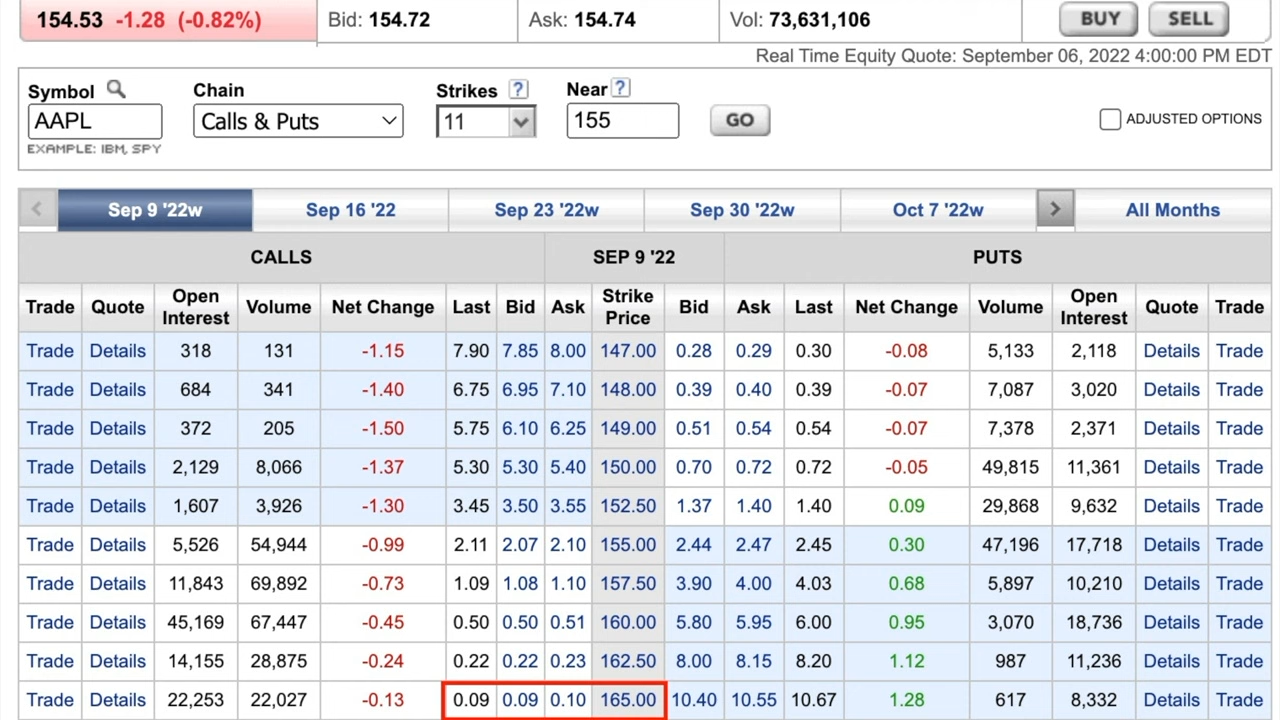 154.53 -1.28 (-0.82%) Bid: 154.72 Ask: 154.74 Vol: 73,631,106 BUY SELL
Real Time Equity Quote: September 06, 2022 4:00:00 PM EDT
Symbol Chain Strikes ? Near ?
AAPL Calls & Puts 11 155 GO ADJUSTED OPTIONS
EXAMPLE: IBM, SPY
< Sep 9 '22w Sep 16 '22 Sep 23 '22w Sep 30 '22w Oct 7 '22w > All Months
CALLS SEP 9 '22 PUTS
Trade Quote Open Interest Volume Net Change Last Bid Ask Strike Price Bid Ask Last Net Change Volume Open Interest Quote Trade
Trade Details 318 131 -1.15 7.90 7.85 8.00 147.00 0.28 0.29 0.30 -0.08 5,133 2,118 Details Trade
Trade Details 684 341 -1.40 6.75 6.95 7.10 148.00 0.39 0.40 0.39 -0.07 7,087 3,020 Details Trade
Trade Details 372 205 -1.50 5.75 6.10 6.25 149.00 0.51 0.54 0.54 -0.07 7,378 2,371 Details Trade
Trade Details 2,129 8,066 -1.37 5.30 5.30 5.40 150.00 0.70 0.72 0.72 -0.05 49,815 11,361 Details Trade
Trade Details 1,607 3,926 -1.30 3.45 3.50 3.55 152.50 1.37 1.40 1.40 0.09 29,868 9,632 Details Trade
Trade Details 5,526 54,944 -0.99 2.11 2.07 2.10 155.00 2.44 2.47 2.45 0.30 47,196 17,718 Details Trade
Trade Details 11,843 69,892 -0.73 1.09 1.08 1.10 157.50 3.90 4.00 4.03 0.68 5,897 10,210 Details Trade
Trade Details 45,169 67,447 -0.45 0.50 0.50 0.51 160.00 5.80 5.95 6.00 0.95 3,070 18,736 Details Trade
Trade Details 14,155 28,875 -0.24 0.22 0.22 0.23 162.50 8.00 8.15 8.20 1.12 987 11,236 Details Trade
Trade Details 22,253 22,027 -0.13 0.09 0.09 0.10 165.00 10.40 10.55 10.67 1.28 617 8,332 Details Trade